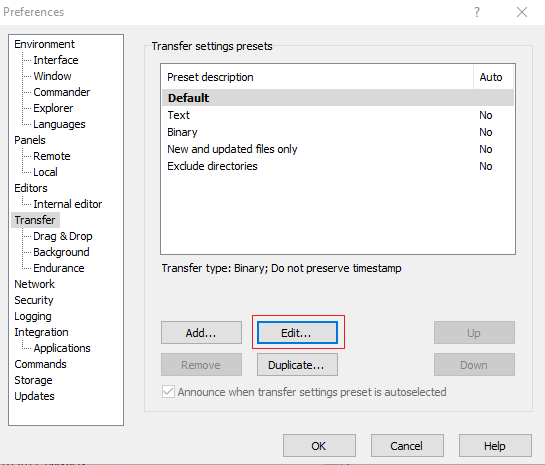 Preferences
?
Environment
Interface
Window
Commander
Explorer
Languages
Panels
Remote
Local
Editors
Internal editor
Transfer
Drag & Drop
Background
Endurance
Network
Security
Logging
Integration
Applications
Commands
Storage
Updates
Transfer settings presets
Preset description Auto
Default
Text No
Binary No
New and updated files only No
Exclude directories No
Transfer type: Binary; Do not preserve timestamp
Add... Edit... Up
Remove Duplicate... Down
Announce when transfer settings preset is autoselected
OK Cancel Help